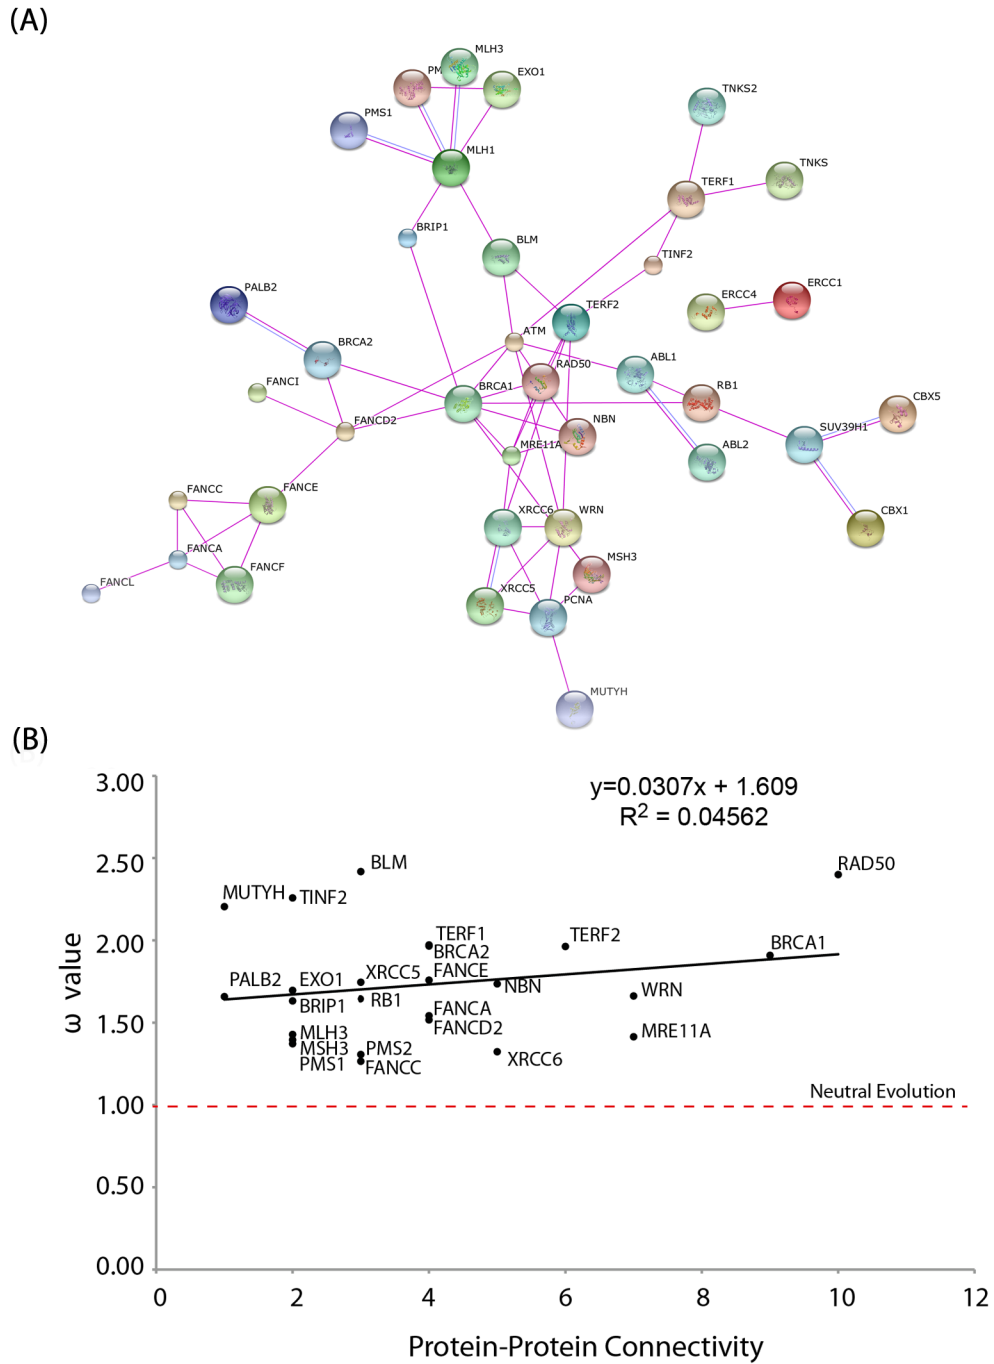 (A)
MLH3
PM
EXO1
TNKS2
PMS1
MLH1
TNKS
TERF1
BRIP1
BLM
TINF2
PALB2
ERCC4
ERCC1
TERF2
ATM
BRCA2
RAD50
ABL1
FANCI
BRCA1
RB1
CBX5
FANCD2
NBN
SUV39H1
MRE11A
ABL2
FANCC
FANCE
XRCC6
WRN
CBX1
FANCA
MSH3
FANCL
FANCF
XRCC5
PCNA
MUTYH
(B)
3.00
y=0.0307x + 1.609
R2 = 0.04562
2.50
BLM
RAD50
MUTYH
TINF2
2.00
TERF1
TERF2
BRCA2
BRCA1
XRCC5
FANCE
PALB2
EXO1
NBN
WRN
BRIP1
RB1
1.50
FANCA
FANCD2
MRE11A
MLH3
MSH3
PMS2
XRCC6
PMS1
FANCC
1.00
Neutral Evolution
0.50
0.00
ω value
0 2 4 6 8 10 12
Protein-Protein Connectivity